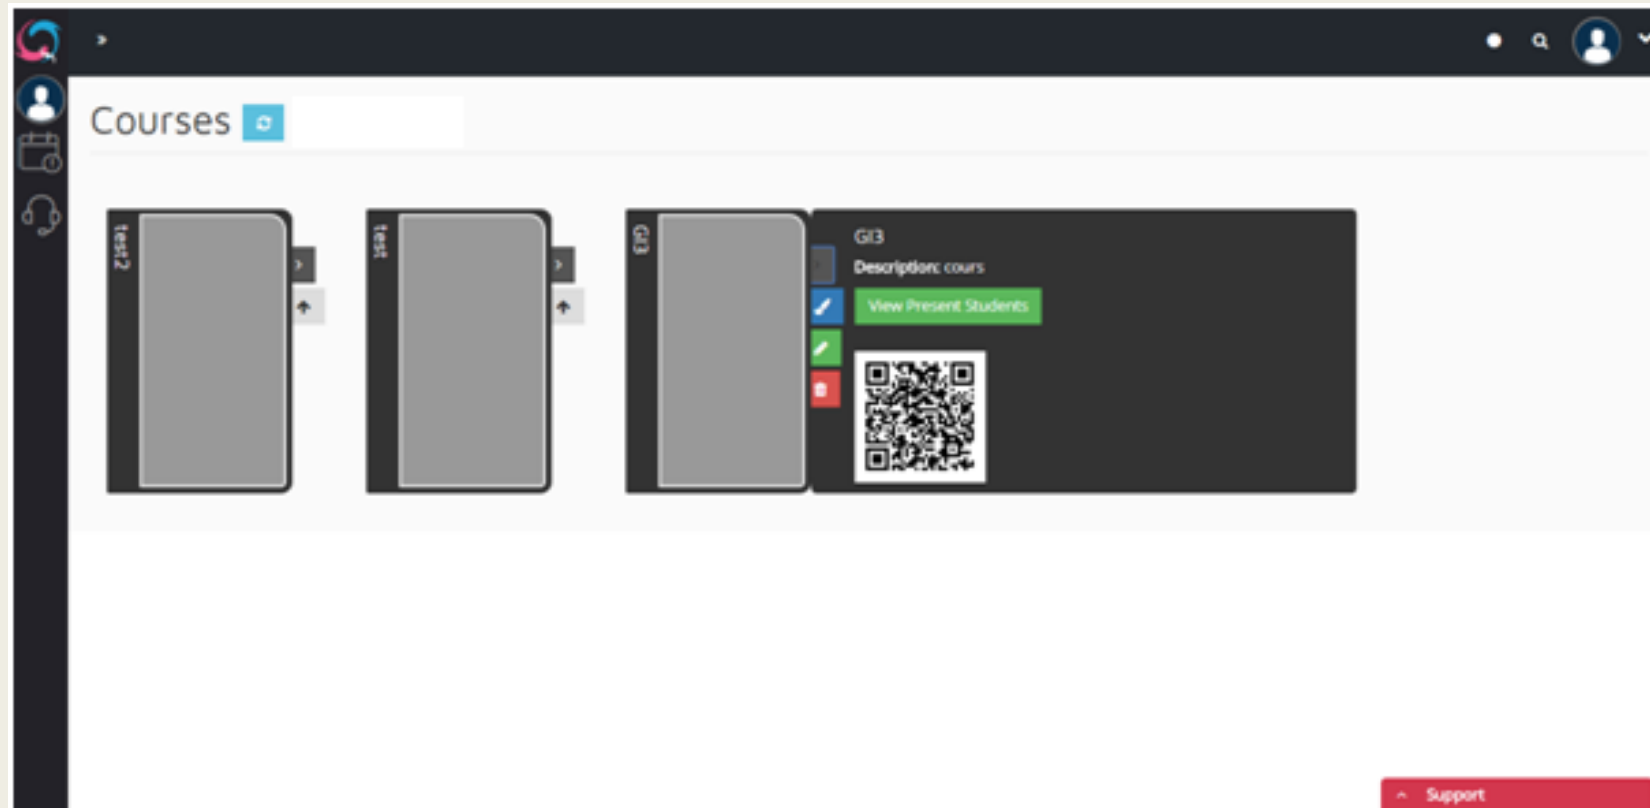 Courses
test2
test
GI3
GI3
Description: cours
View Present Students
Support